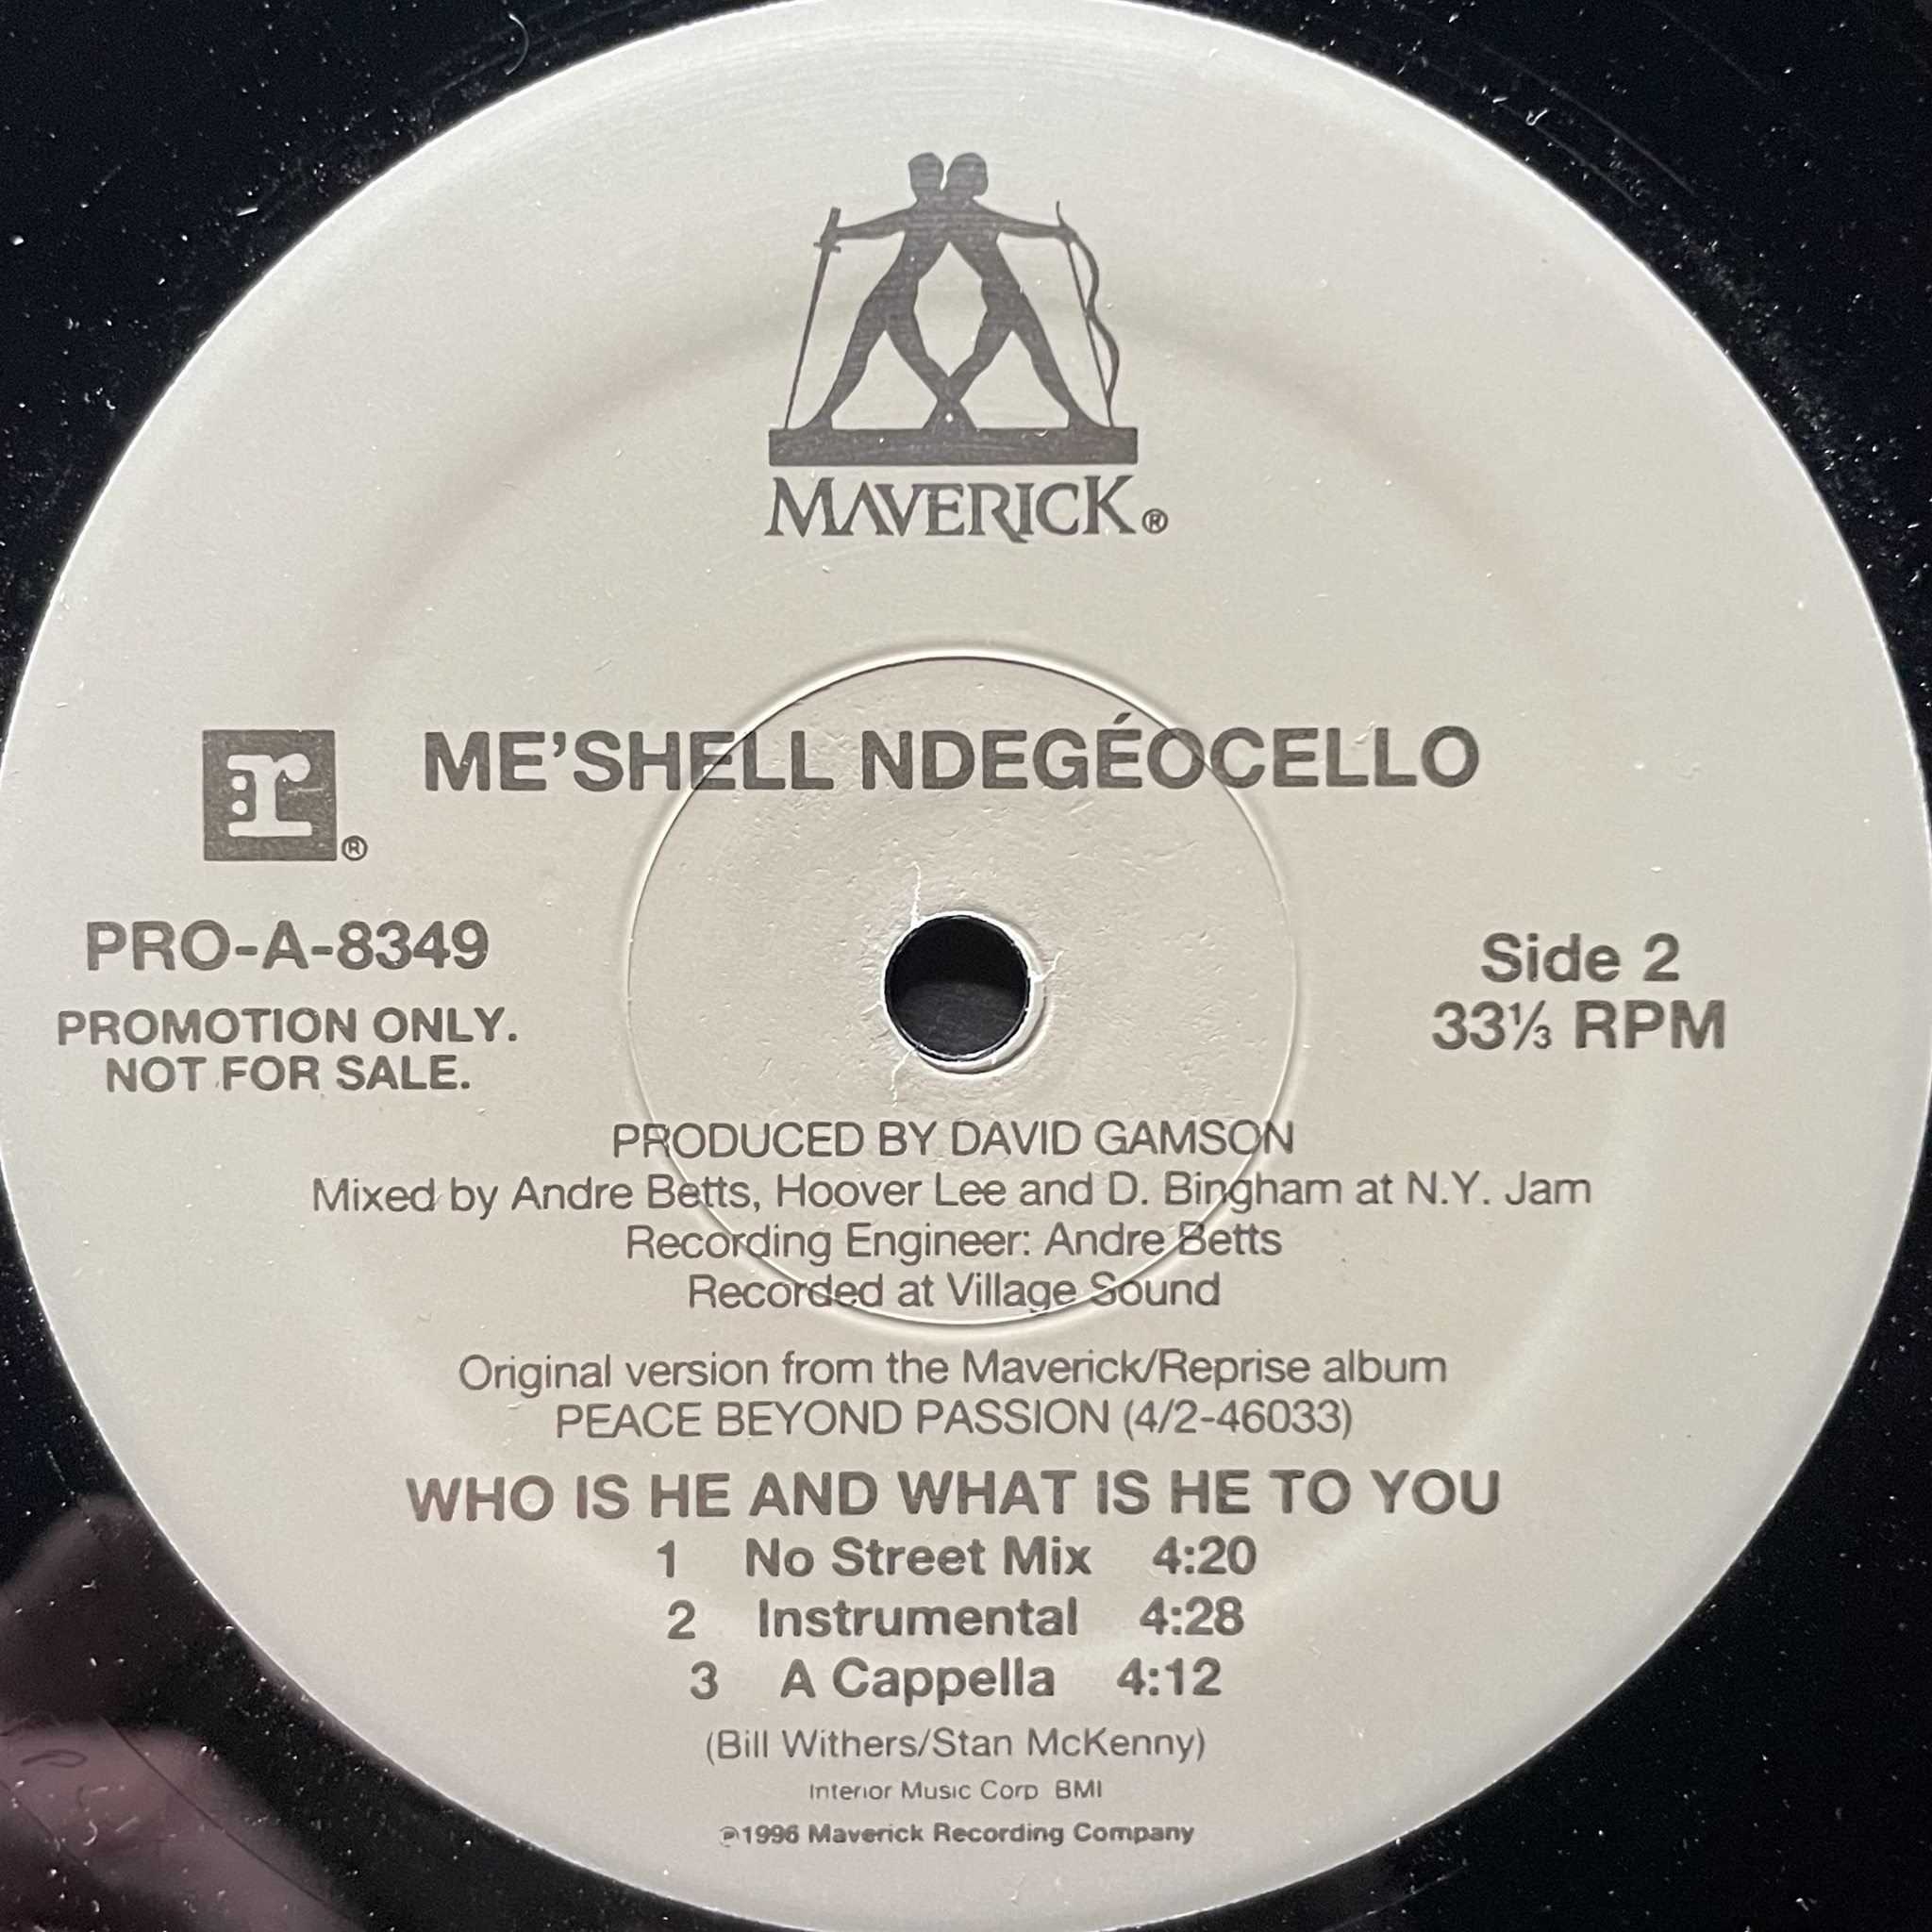 MAVERICK®
r®
ME'SHELL NDEGÉOCELLO
PRO-A-8349
PROMOTION ONLY.
NOT FOR SALE.
Side 2
33⅓ RPM
PRODUCED BY DAVID GAMSON
Mixed by Andre Betts, Hoover Lee and D. Bingham at N.Y. Jam
Recording Engineer: Andre Betts
Recorded at Village Sound
Original version from the Maverick/Reprise album
PEACE BEYOND PASSION (4/2-46033)
WHO IS HE AND WHAT IS HE TO YOU
1 No Street Mix 4:20
2 Instrumental 4:28
3 A Cappella 4:12
(Bill Withers/Stan McKenny)
Interior Music Corp BMI
℗1996 Maverick Recording Company